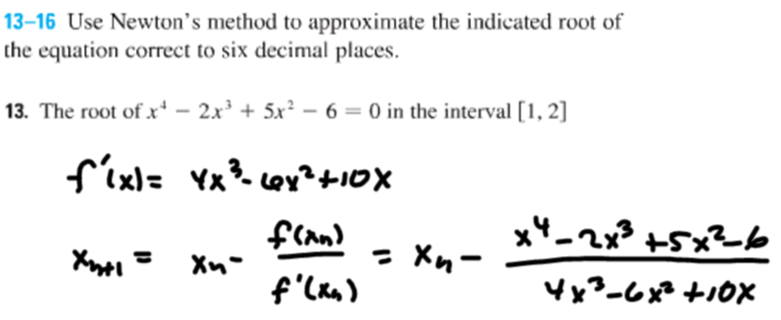 13–16 Use Newton's method to approximate the indicated root of
the equation correct to six decimal places.
13. The root of x⁴ − 2x³ + 5x² − 6 = 0 in the interval [1, 2]
f'(x) = 4x³ - 6x² + 10x
xₙ₊₁ = xₙ - f(xₙ) / f'(xₙ) = xₙ - (x⁴ - 2x³ + 5x² - 6) / (4x³ - 6x² + 10x)